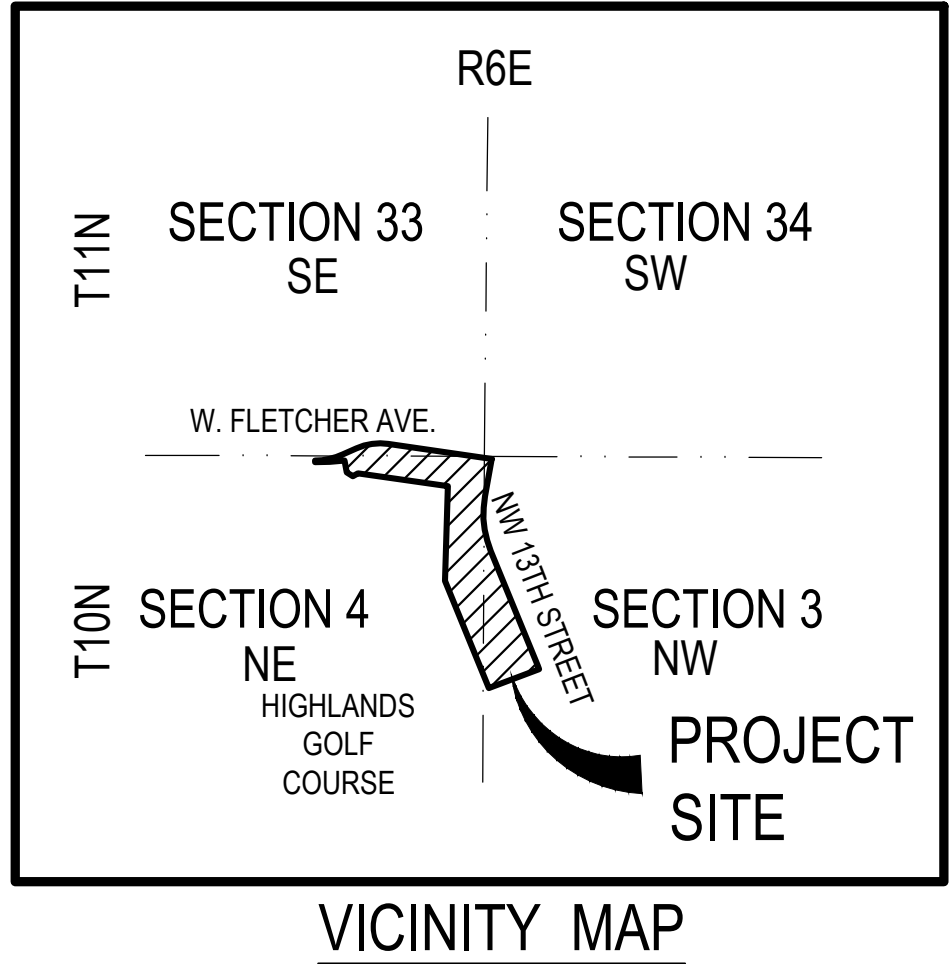 R6E
T11N
SECTION 33
SE
SECTION 34
SW
W. FLETCHER AVE.
NW 13TH STREET
T10N
SECTION 4
NE
HIGHLANDS
GOLF
COURSE
SECTION 3
NW
PROJECT
SITE
VICINITY MAP